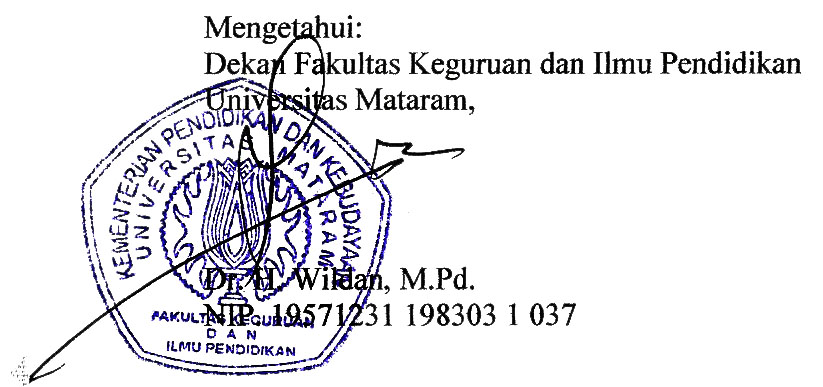 Mengetahui:
Dekan Fakultas Keguruan dan Ilmu Pendidikan
Universitas Mataram,
KEMENTERIAN PENDIDIKAN DAN KEBUDAYAAN
UNIVERSITAS MATARAM
Dr. H. Wildan, M.Pd.
NIP. 19571231 198303 1 037
FAKULTAS KEGURUAN
DAN
ILMU PENDIDIKAN